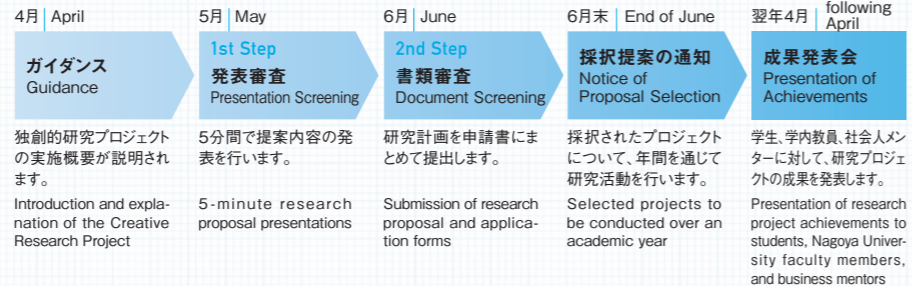 4月 April
ガイダンス
Guidance
独創的研究プロジェクト
の実施概要が説明され
ます。
Introduction and expla-
nation of the Creative
Research Project
5月 May
1st Step
発表審査
Presentation Screening
5分間で提案内容の発
表を行います。
5-minute research
proposal presentations
6月 June
2nd Step
書類審査
Document Screening
研究計画を申請書にま
とめて提出します。
Submission of research
proposal and applica-
tion forms
6月末 End of June
採択提案の通知
Notice of
Proposal Selection
採択されたプロジェクト
について、年間を通じて
研究活動を行います。
Selected projects to
be conducted over an
academic year
翌年4月 following
April
成果発表会
Presentation of
Achievements
学生、学内教員、社会人メン
ターに対して、研究プロジェ
クトの成果を発表します。
Presentation of research
project achievements to
students, Nagoya Univer-
sity faculty members,
and business mentors